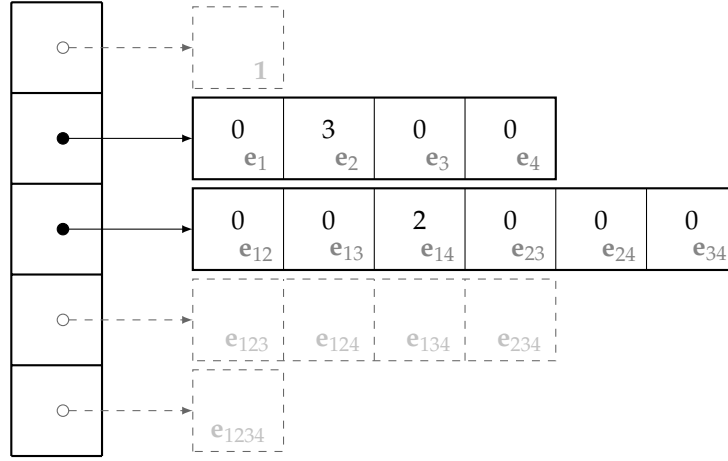 1
0 3 0 0
e₁ e₂ e₃ e₄
0 0 2 0 0 0
e₁₂ e₁₃ e₁₄ e₂₃ e₂₄ e₃₄
e₁₂₃ e₁₂₄ e₁₃₄ e₂₃₄
e₁₂₃₄